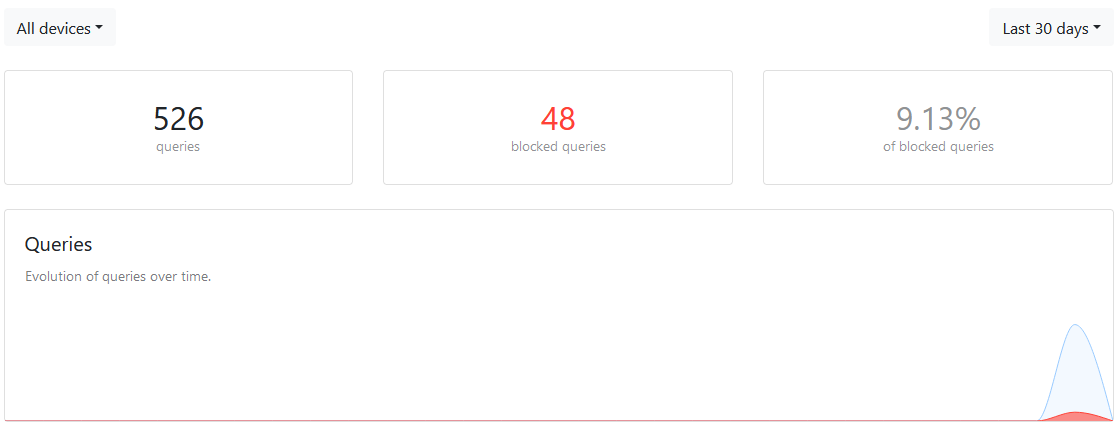 All devices
Last 30 days
526
queries
48
blocked queries
9.13%
of blocked queries
Queries
Evolution of queries over time.